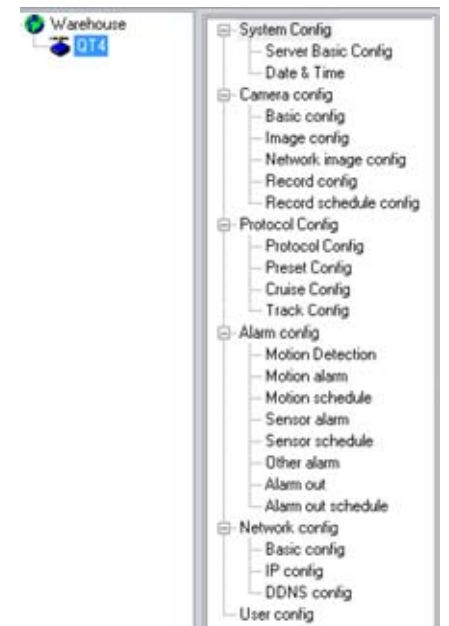 Warehouse
QT4
System Config
Server Basic Config
Date & Time
Camera config
Basic config
Image config
Network image config
Record config
Record schedule config
Protocol Config
Protocol Config
Preset Config
Cruise Config
Track Config
Alarm config
Motion Detection
Motion alarm
Motion schedule
Sensor alarm
Sensor schedule
Other alarm
Alarm out
Alarm out schedule
Network config
Basic config
IP config
DDNS config
User config